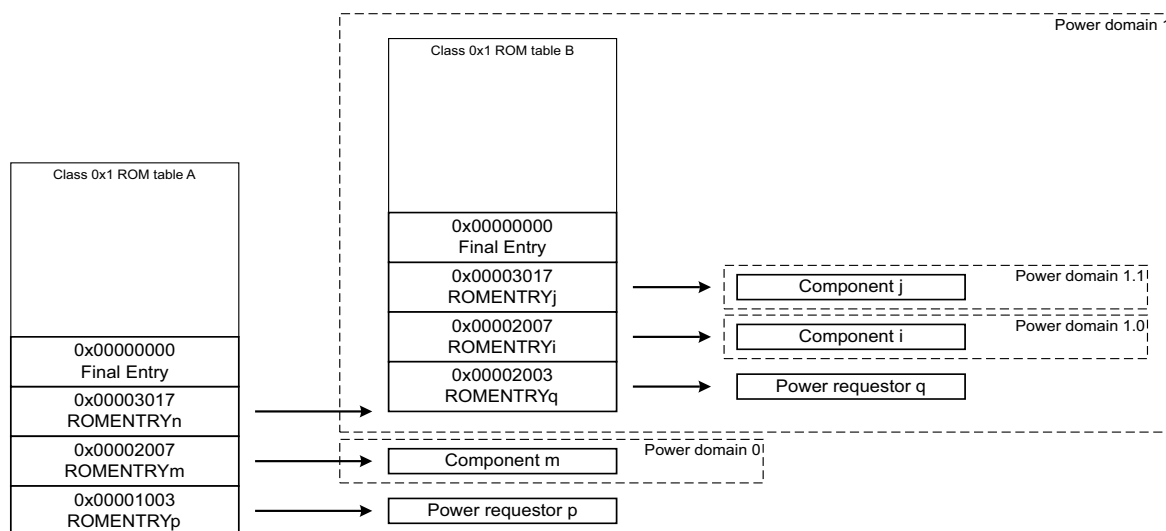 Power domain 1
Class 0x1 ROM table B
0x00000000
Final Entry
0x00003017
ROMENTRYj
0x00002007
ROMENTRYi
0x00002003
ROMENTRYq
Component j
Power domain 1.1
Component i
Power domain 1.0
Power requestor q
Class 0x1 ROM table A
0x00000000
Final Entry
0x00003017
ROMENTRYn
0x00002007
ROMENTRYm
0x00001003
ROMENTRYp
Component m
Power domain 0
Power requestor p